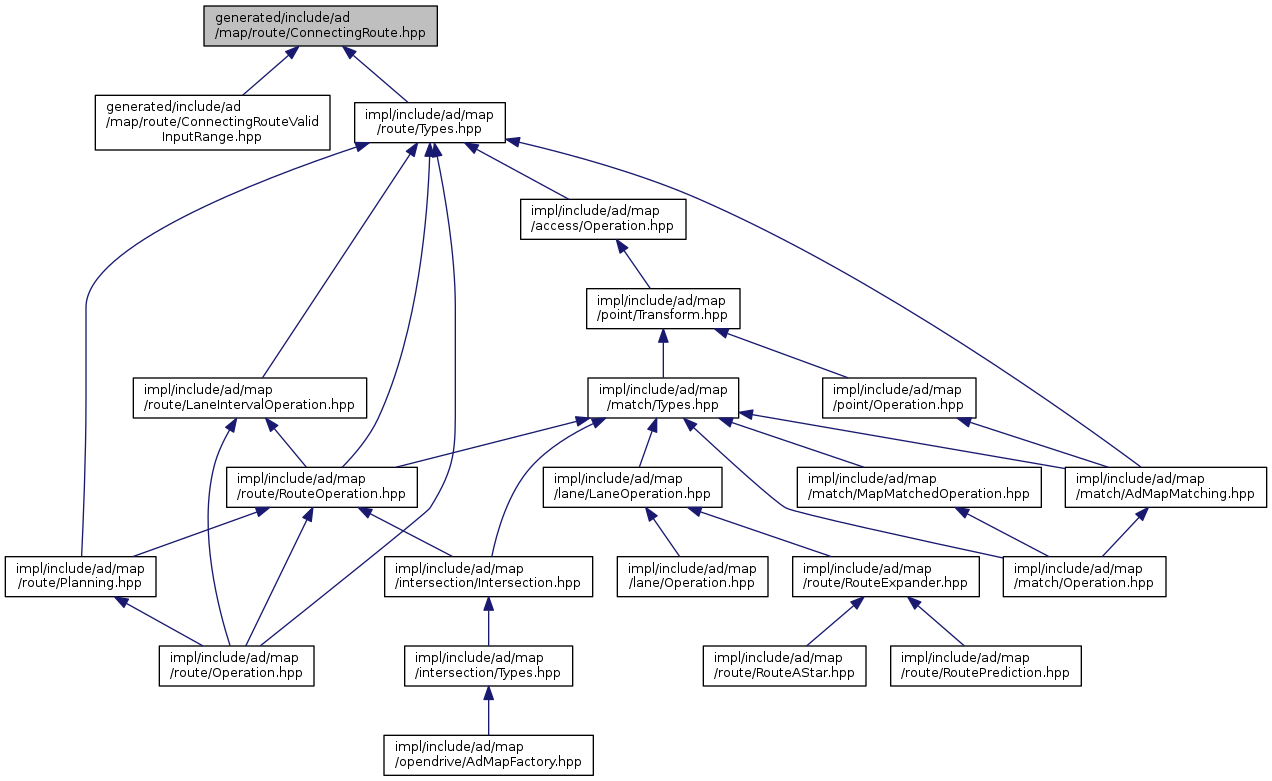 generated/include/ad
/map/route/ConnectingRoute.hpp
generated/include/ad
/map/route/ConnectingRouteValid
InputRange.hpp
impl/include/ad/map
/route/Types.hpp
impl/include/ad/map
/access/Operation.hpp
impl/include/ad/map
/point/Transform.hpp
impl/include/ad/map
/route/LaneIntervalOperation.hpp
impl/include/ad/map
/match/Types.hpp
impl/include/ad/map
/point/Operation.hpp
impl/include/ad/map
/route/RouteOperation.hpp
impl/include/ad/map
/lane/LaneOperation.hpp
impl/include/ad/map
/match/MapMatchedOperation.hpp
impl/include/ad/map
/match/AdMapMatching.hpp
impl/include/ad/map
/route/Planning.hpp
impl/include/ad/map
/intersection/Intersection.hpp
impl/include/ad/map
/lane/Operation.hpp
impl/include/ad/map
/route/RouteExpander.hpp
impl/include/ad/map
/match/Operation.hpp
impl/include/ad/map
/route/Operation.hpp
impl/include/ad/map
/intersection/Types.hpp
impl/include/ad/map
/route/RouteAStar.hpp
impl/include/ad/map
/route/RoutePrediction.hpp
impl/include/ad/map
/opendrive/AdMapFactory.hpp